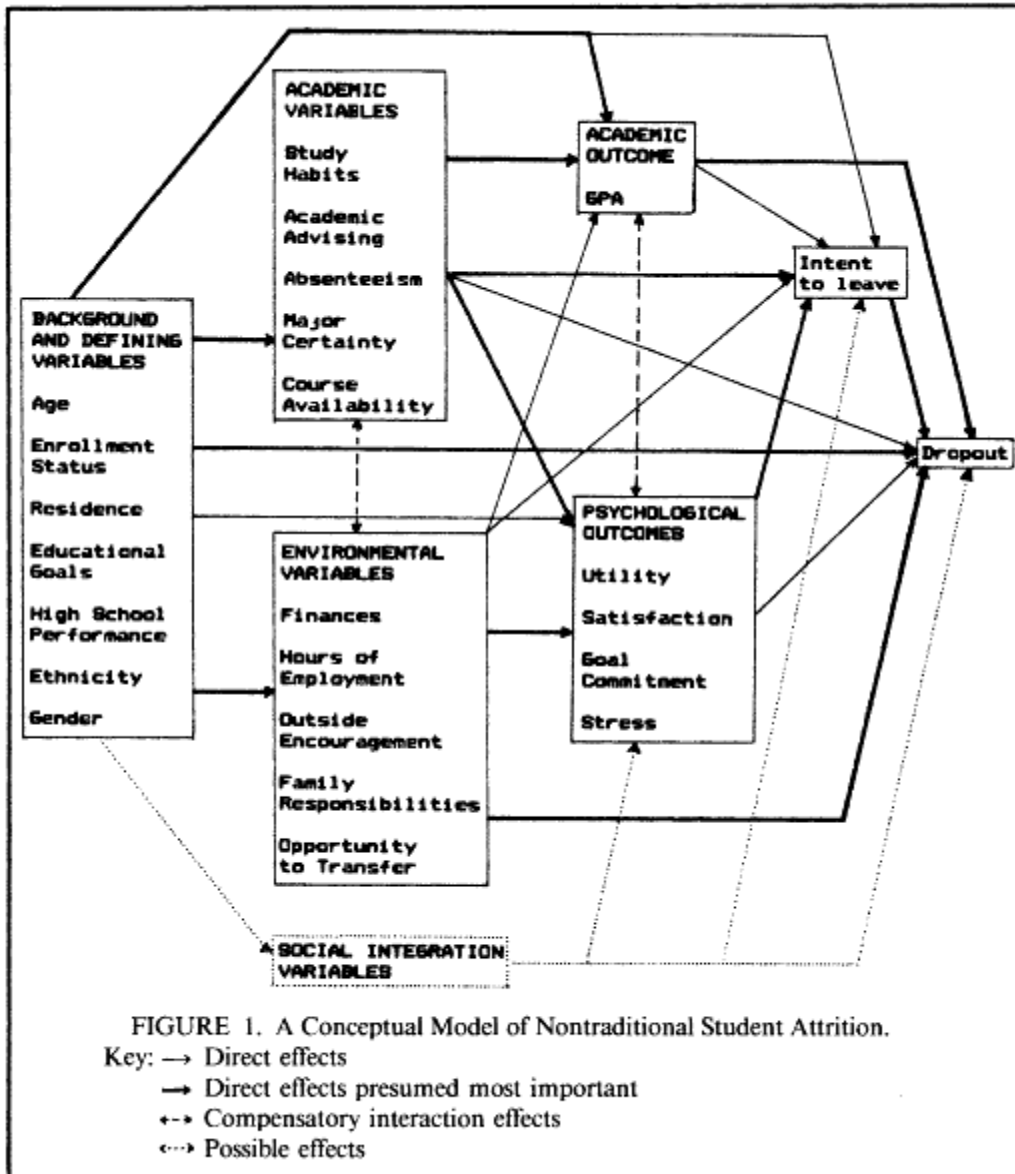 ACADEMIC
VARIABLES
Study
Habits
Academic
Advising
Absenteeism
Major
Certainty
Course
Availability
ACADEMIC
OUTCOME
GPA
Intent
to leave
BACKGROUND
AND DEFINING
VARIABLES
Age
Enrollment
Status
Residence
Educational
Goals
High School
Performance
Ethnicity
Gender
Dropout
ENVIRONMENTAL
VARIABLES
Finances
Hours of
Employment
Outside
Encouragement
Family
Responsibilities
Opportunity
to Transfer
PSYCHOLOGICAL
OUTCOMES
Utility
Satisfaction
Goal
Commitment
Stress
SOCIAL INTEGRATION
VARIABLES
FIGURE 1. A Conceptual Model of Nontraditional Student Attrition.
Key: → Direct effects
→ Direct effects presumed most important
↔ Compensatory interaction effects
↔ Possible effects